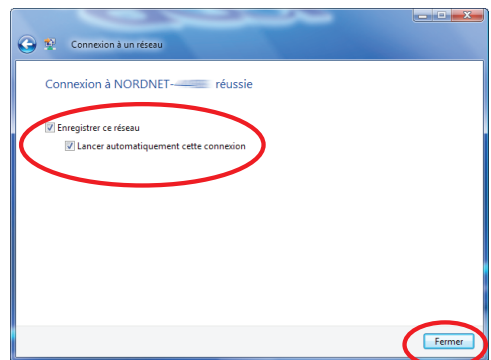 Connexion à un réseau
Connexion à NORDNET- réussie
Enregistrer ce réseau
Lancer automatiquement cette connexion
Fermer